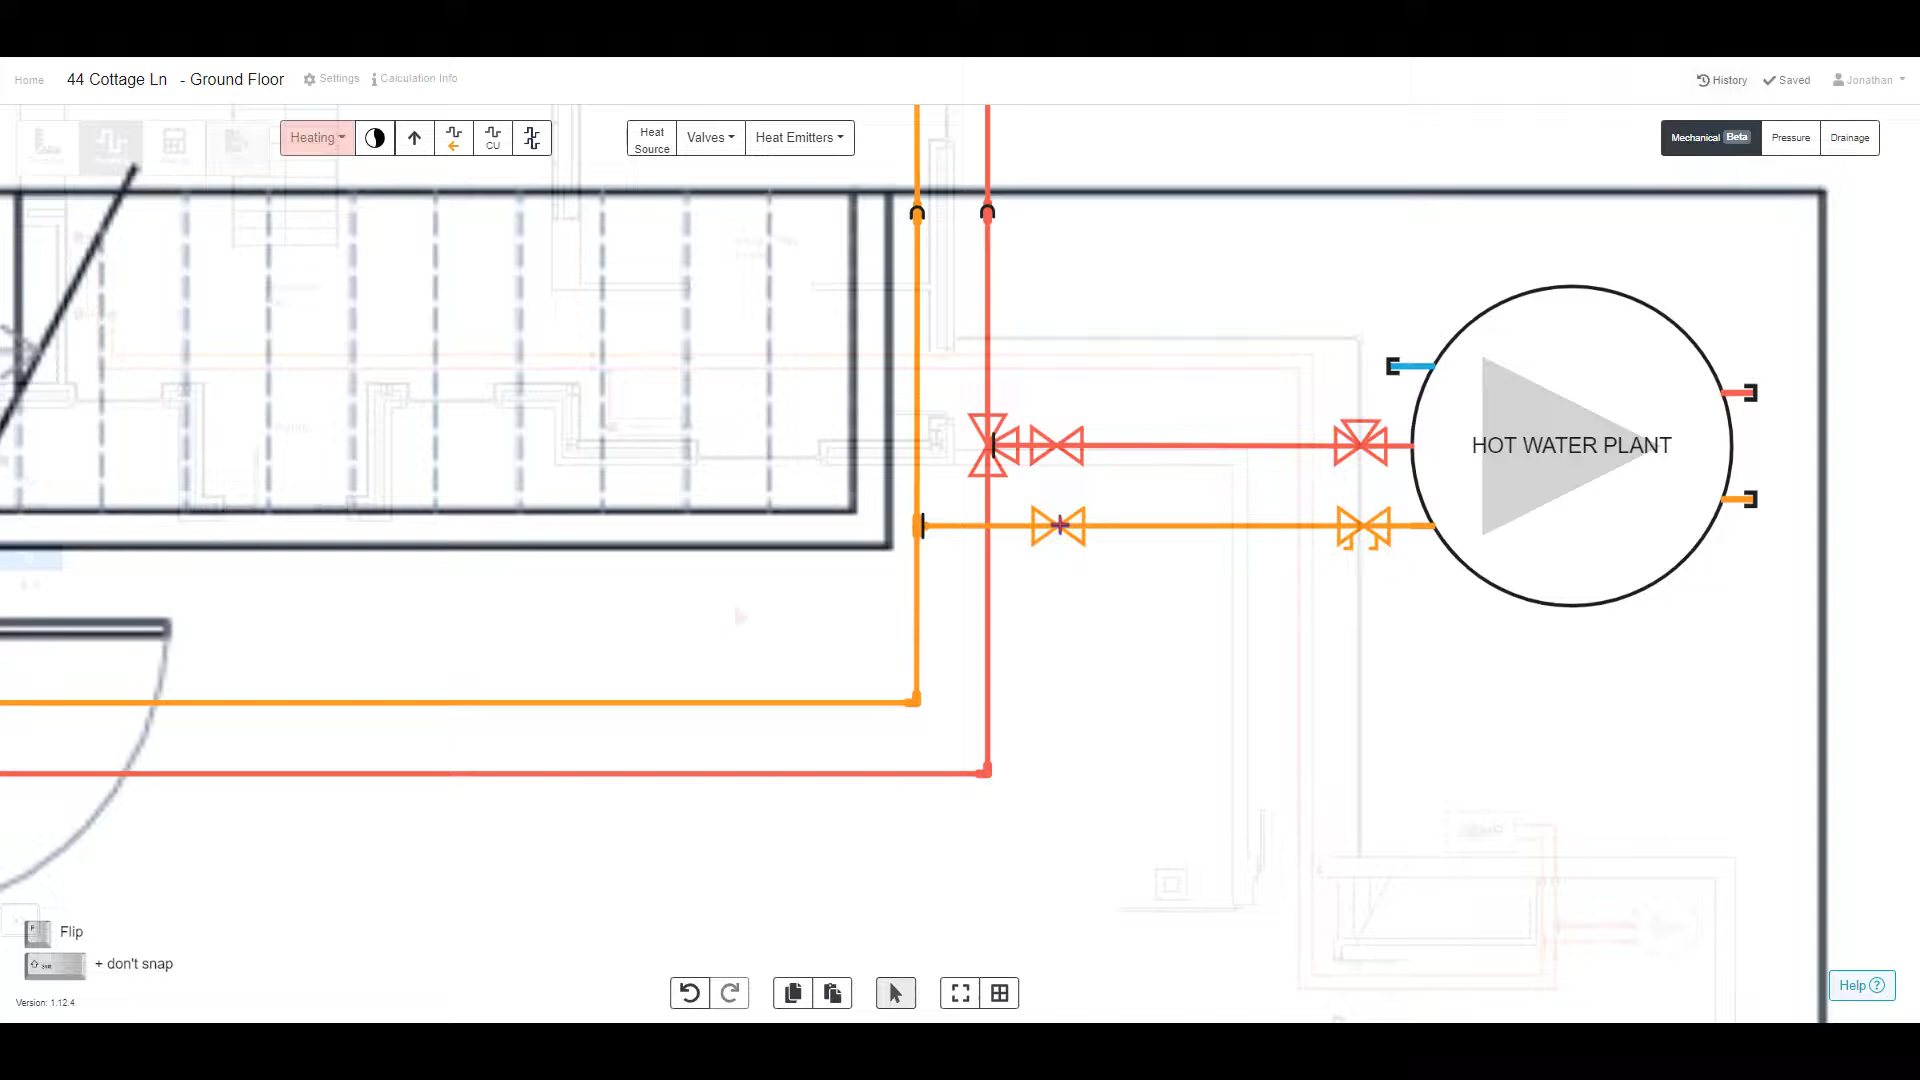 Home 44 Cottage Ln - Ground Floor Settings Calculation Info History Saved Jonathan
Heating CU Heat Source Valves Heat Emitters Mechanical Beta Pressure Drainage
HOT WATER PLANT
F Flip
+ don't snap
Version: 1.12.4
Help